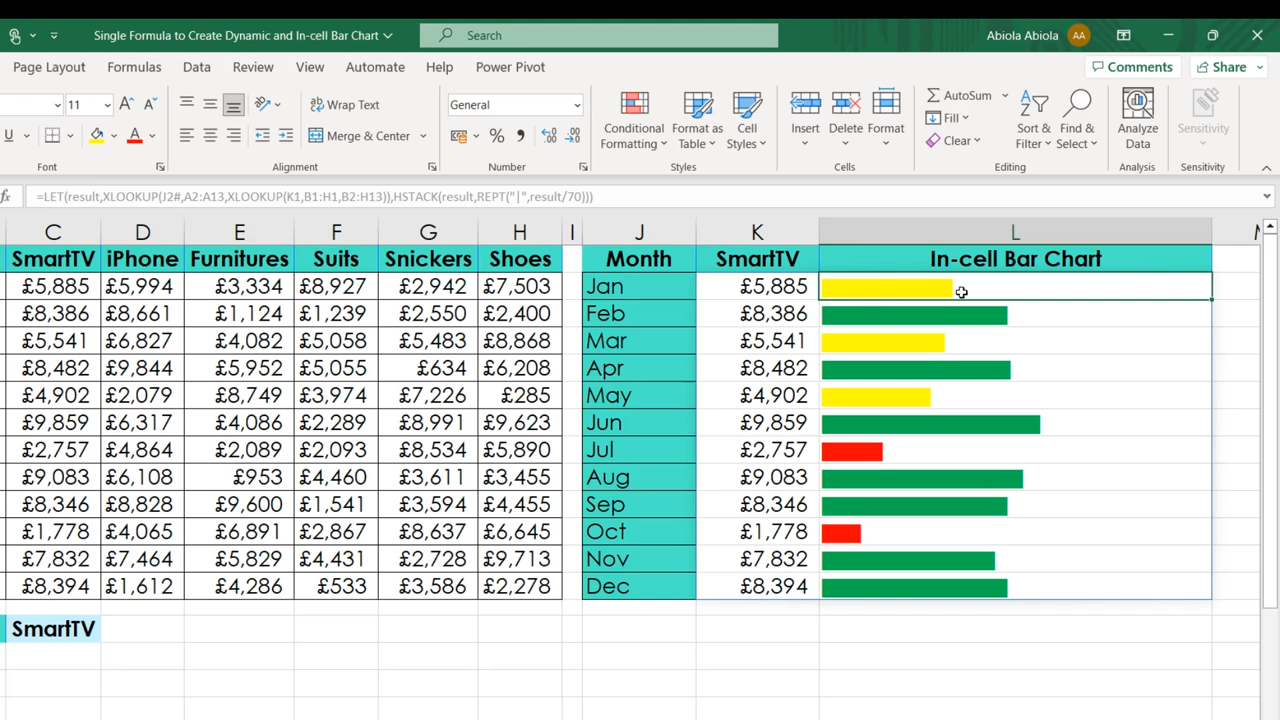 Single Formula to Create Dynamic and In-cell Bar Chart Search Abiola Abiola AA
Page Layout Formulas Data Review View Automate Help Power Pivot Comments Share
11 A A Wrap Text General AutoSum
U A Merge & Center % , Conditional Formatting Format as Table Cell Styles Insert Delete Format Fill Clear Sort & Filter Find & Select Analyze Data Sensitivity
Font Alignment Number Styles Cells Editing Analysis Sensitivity
fx =LET(result,XLOOKUP(J2#,A2:A13,XLOOKUP(K1,B1:H1,B2:H13)),HSTACK(result,REPT("|",result/70)))
C D E F G H I J K L
SmartTV iPhone Furnitures Suits Snickers Shoes Month SmartTV In-cell Bar Chart
£5,885 £5,994 £3,334 £8,927 £2,942 £7,503 Jan £5,885
£8,386 £8,661 £1,124 £1,239 £2,550 £2,400 Feb £8,386
£5,541 £6,827 £4,082 £5,058 £5,483 £8,868 Mar £5,541
£8,482 £9,844 £5,952 £5,055 £634 £6,208 Apr £8,482
£4,902 £2,079 £8,749 £3,974 £7,226 £285 May £4,902
£9,859 £6,317 £4,086 £2,289 £8,991 £9,623 Jun £9,859
£2,757 £4,864 £2,089 £2,093 £8,534 £5,890 Jul £2,757
£9,083 £6,108 £953 £4,460 £3,611 £3,455 Aug £9,083
£8,346 £8,828 £9,600 £1,541 £3,594 £4,455 Sep £8,346
£1,778 £4,065 £6,891 £2,867 £8,637 £6,645 Oct £1,778
£7,832 £7,464 £5,829 £4,431 £2,728 £9,713 Nov £7,832
£8,394 £1,612 £4,286 £533 £3,586 £2,278 Dec £8,394
SmartTV